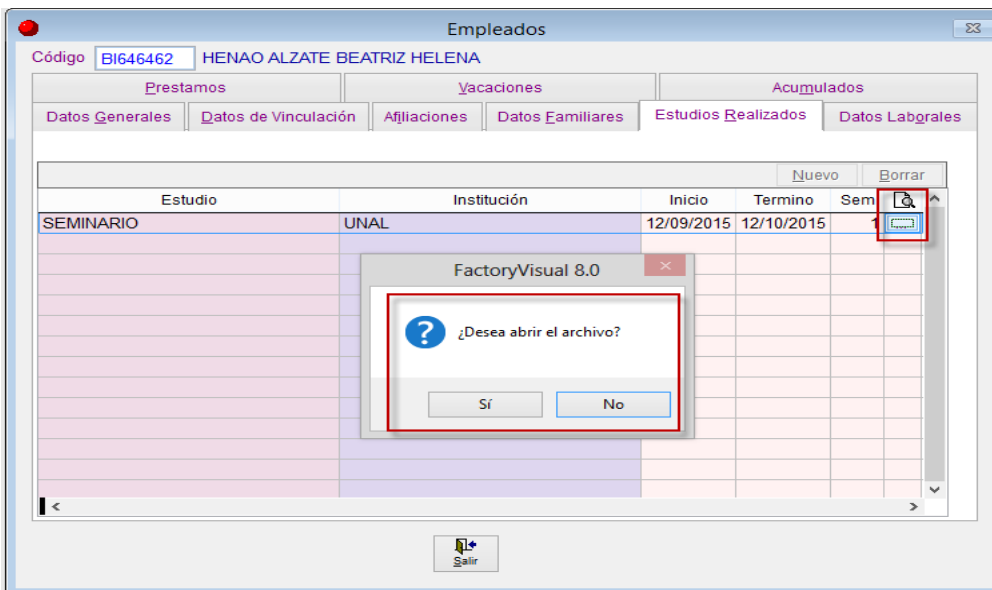 Empleados
Código BI646462 HENAO ALZATE BEATRIZ HELENA
Prestamos Vacaciones Acumulados
Datos Generales Datos de Vinculación Afiliaciones Datos Familiares Estudios Realizados Datos Laborales
Nuevo Borrar
Estudio Institución Inicio Termino Sem
SEMINARIO UNAL 12/09/2015 12/10/2015 1
FactoryVisual 8.0
¿Desea abrir el archivo?
Sí No
Salir